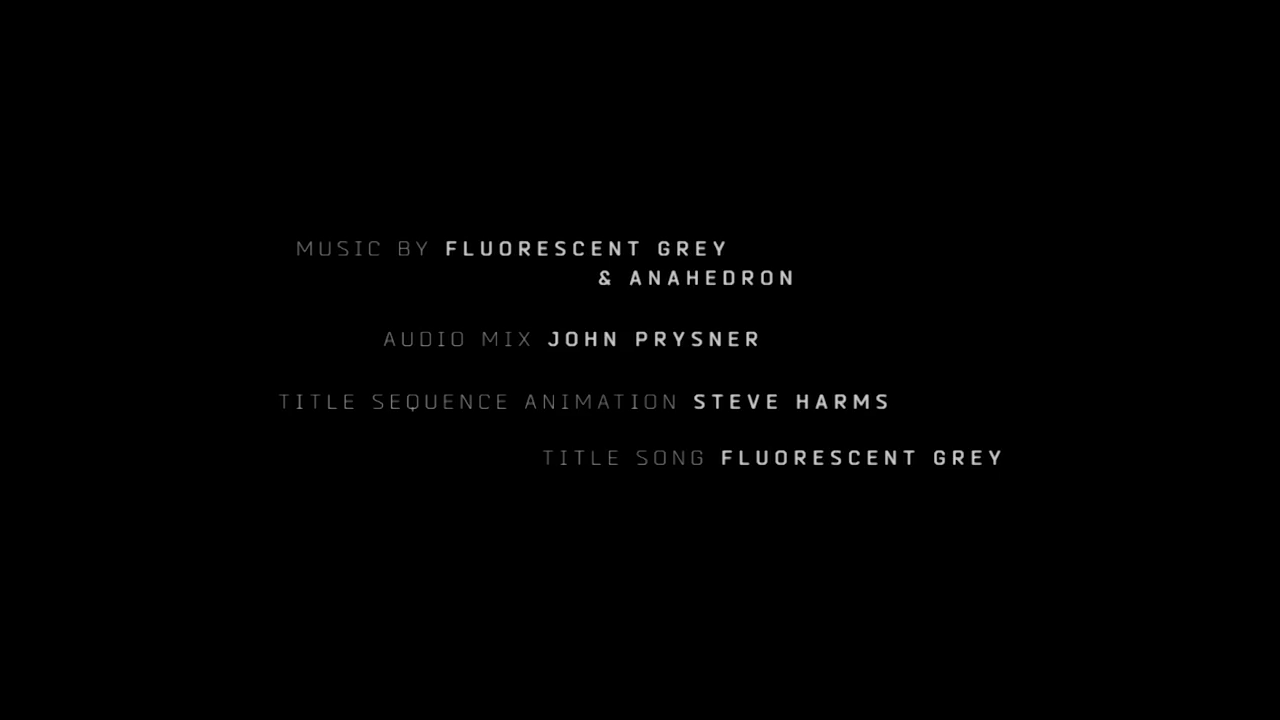 MUSIC BY FLUORESCENT GREY
& ANAHEDRON
AUDIO MIX JOHN PRYSNER
TITLE SEQUENCE ANIMATION STEVE HARMS
TITLE SONG FLUORESCENT GREY